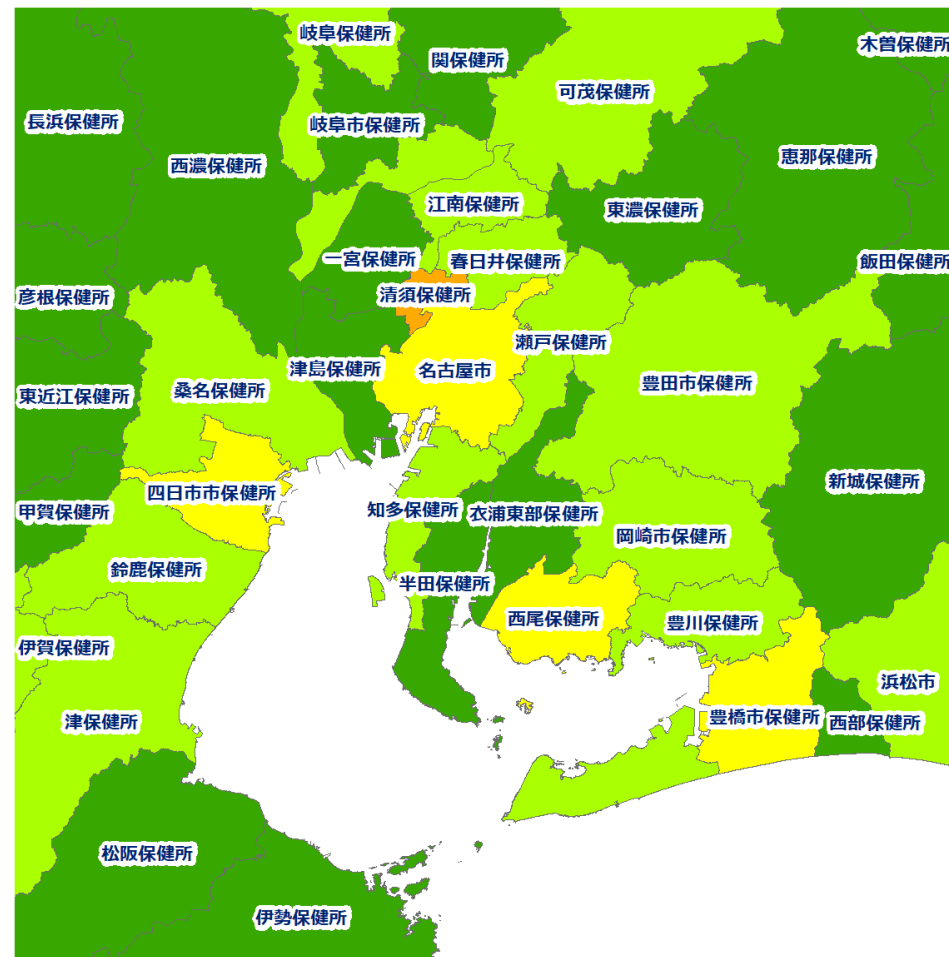 岐阜保健所
関保健所
木曽保健所
可茂保健所
長浜保健所
岐阜市保健所
西濃保健所
恵那保健所
江南保健所
東濃保健所
一宮保健所
春日井保健所
飯田保健所
彦根保健所
清須保健所
瀬戸保健所
津島保健所
名古屋市
豊田市保健所
東近江保健所
桑名保健所
新城保健所
四日市市保健所
甲賀保健所
知多保健所
衣浦東部保健所
岡崎市保健所
鈴鹿保健所
半田保健所
西尾保健所
豊川保健所
伊賀保健所
浜松市
津保健所
豊橋市保健所
西部保健所
松阪保健所
伊勢保健所